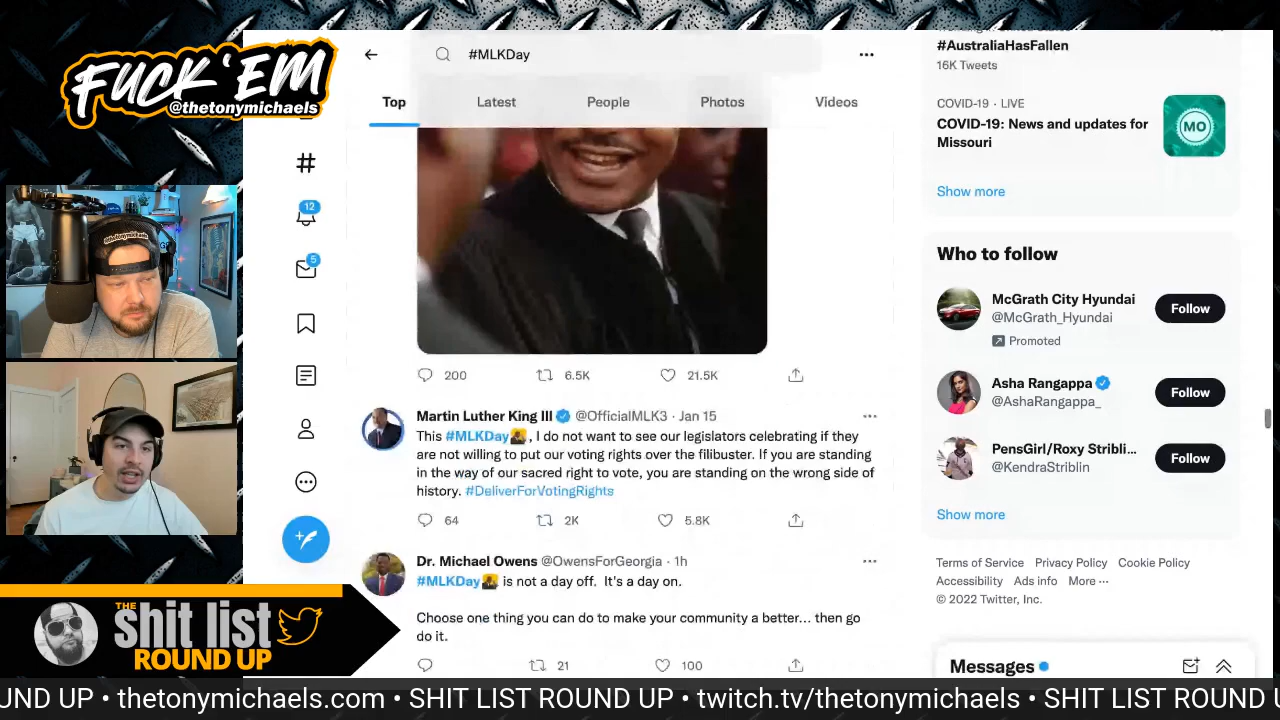 FUCK'EM
@thetonymichaels
#MLKDay
Top
Latest
People
Photos
Videos
12
5
200
6.5K
21.5K
Martin Luther King III @OfficialMLK3 · Jan 15
This #MLKDay, I do not want to see our legislators celebrating if they
are not willing to put our voting rights over the filibuster. If you are standing
in the way of our sacred right to vote, you are standing on the wrong side of
history. #DeliverForVotingRights
64
2K
5.8K
Dr. Michael Owens @OwensForGeorgia · 1h
#MLKDay is not a day off. It's a day on.
Choose one thing you can do to make your community a better... then go
do it.
21
100
#AustraliaHasFallen
16K Tweets
COVID-19 · LIVE
COVID-19: News and updates for
Missouri
MO
Show more
Who to follow
McGrath City Hyundai
@McGrath_Hyundai
Promoted
Follow
Asha Rangappa
@AshaRangappa_
Follow
PensGirl/Roxy Stribli...
@KendraStriblin
Follow
Show more
Terms of Service Privacy Policy Cookie Policy
Accessibility Ads info More ···
© 2022 Twitter, Inc.
Messages
THE
shit list
ROUND UP
UND UP • thetonymichaels.com • SHIT LIST ROUND UP • twitch.tv/thetonymichaels • SHIT LIST ROUND U